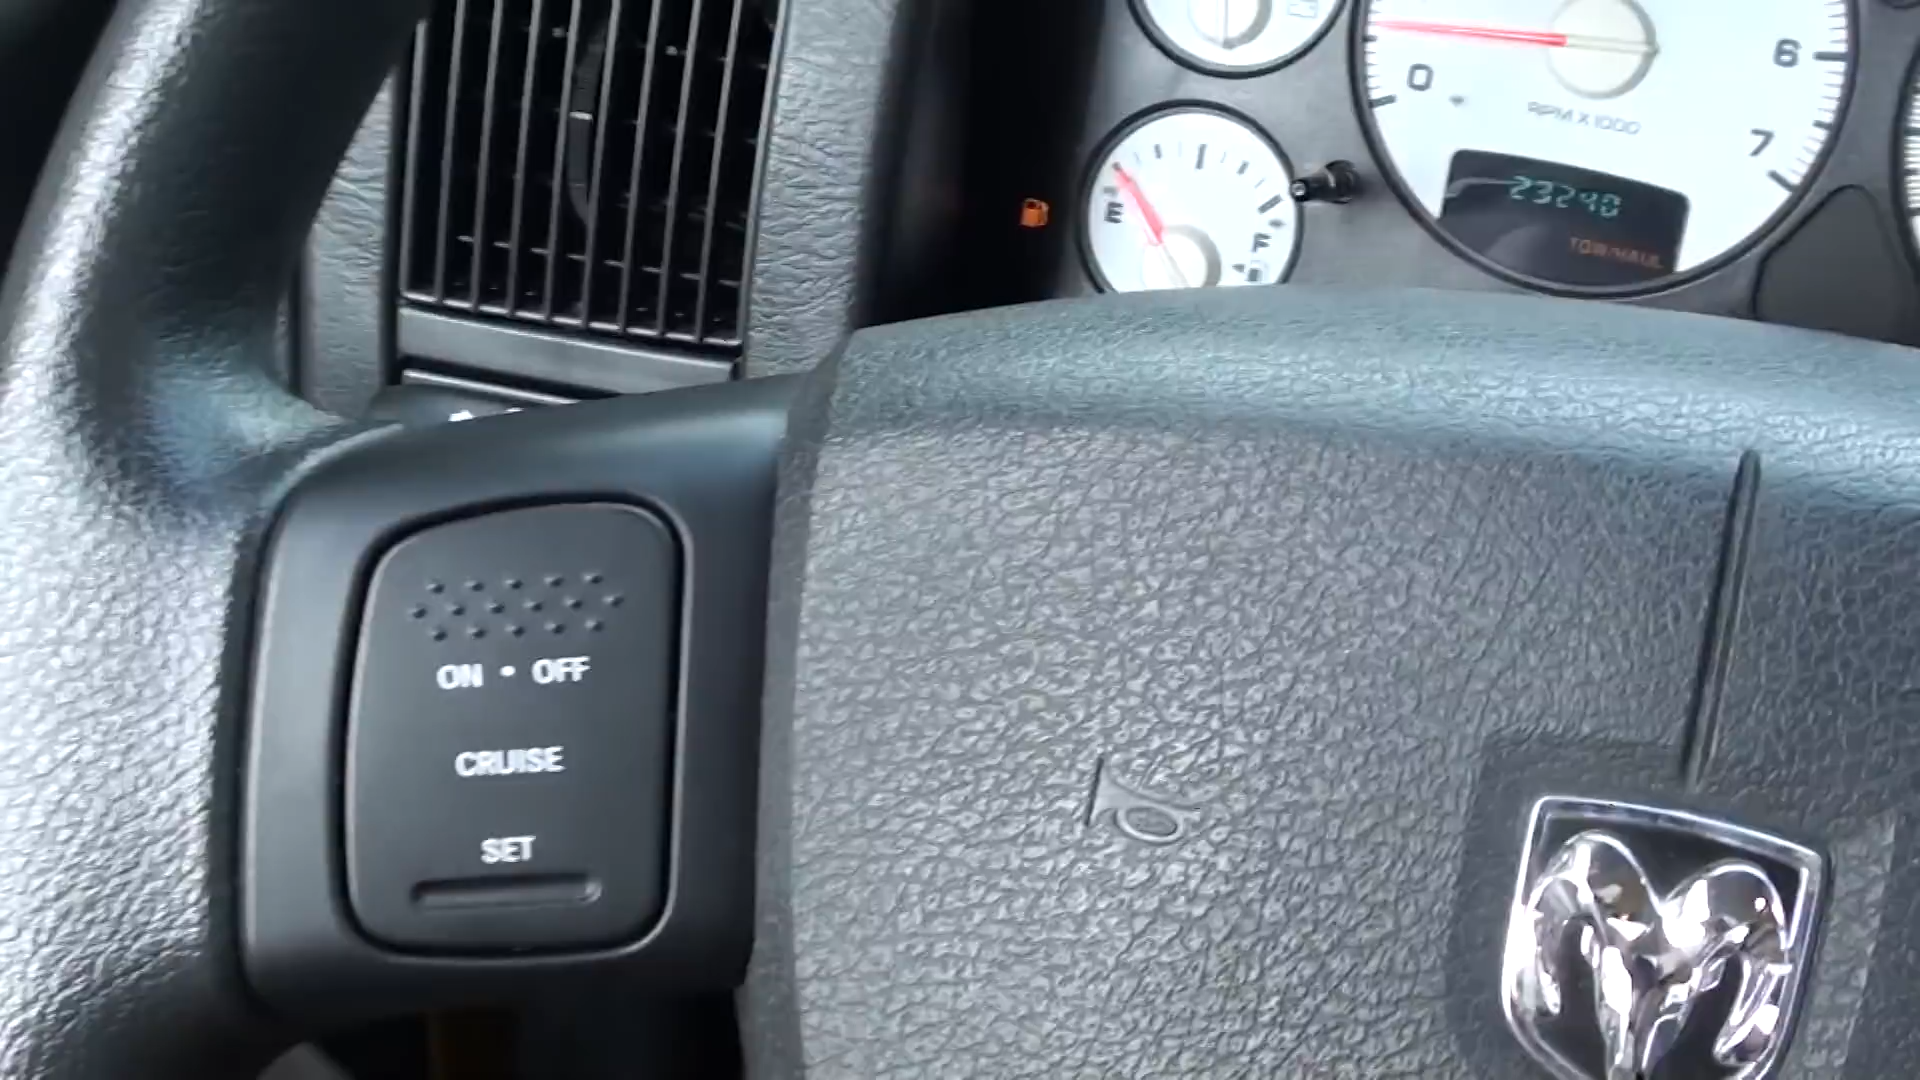 0
6
RPM X 1000
7
E
F
23240
TOW/HAUL
ON • OFF
CRUISE
SET